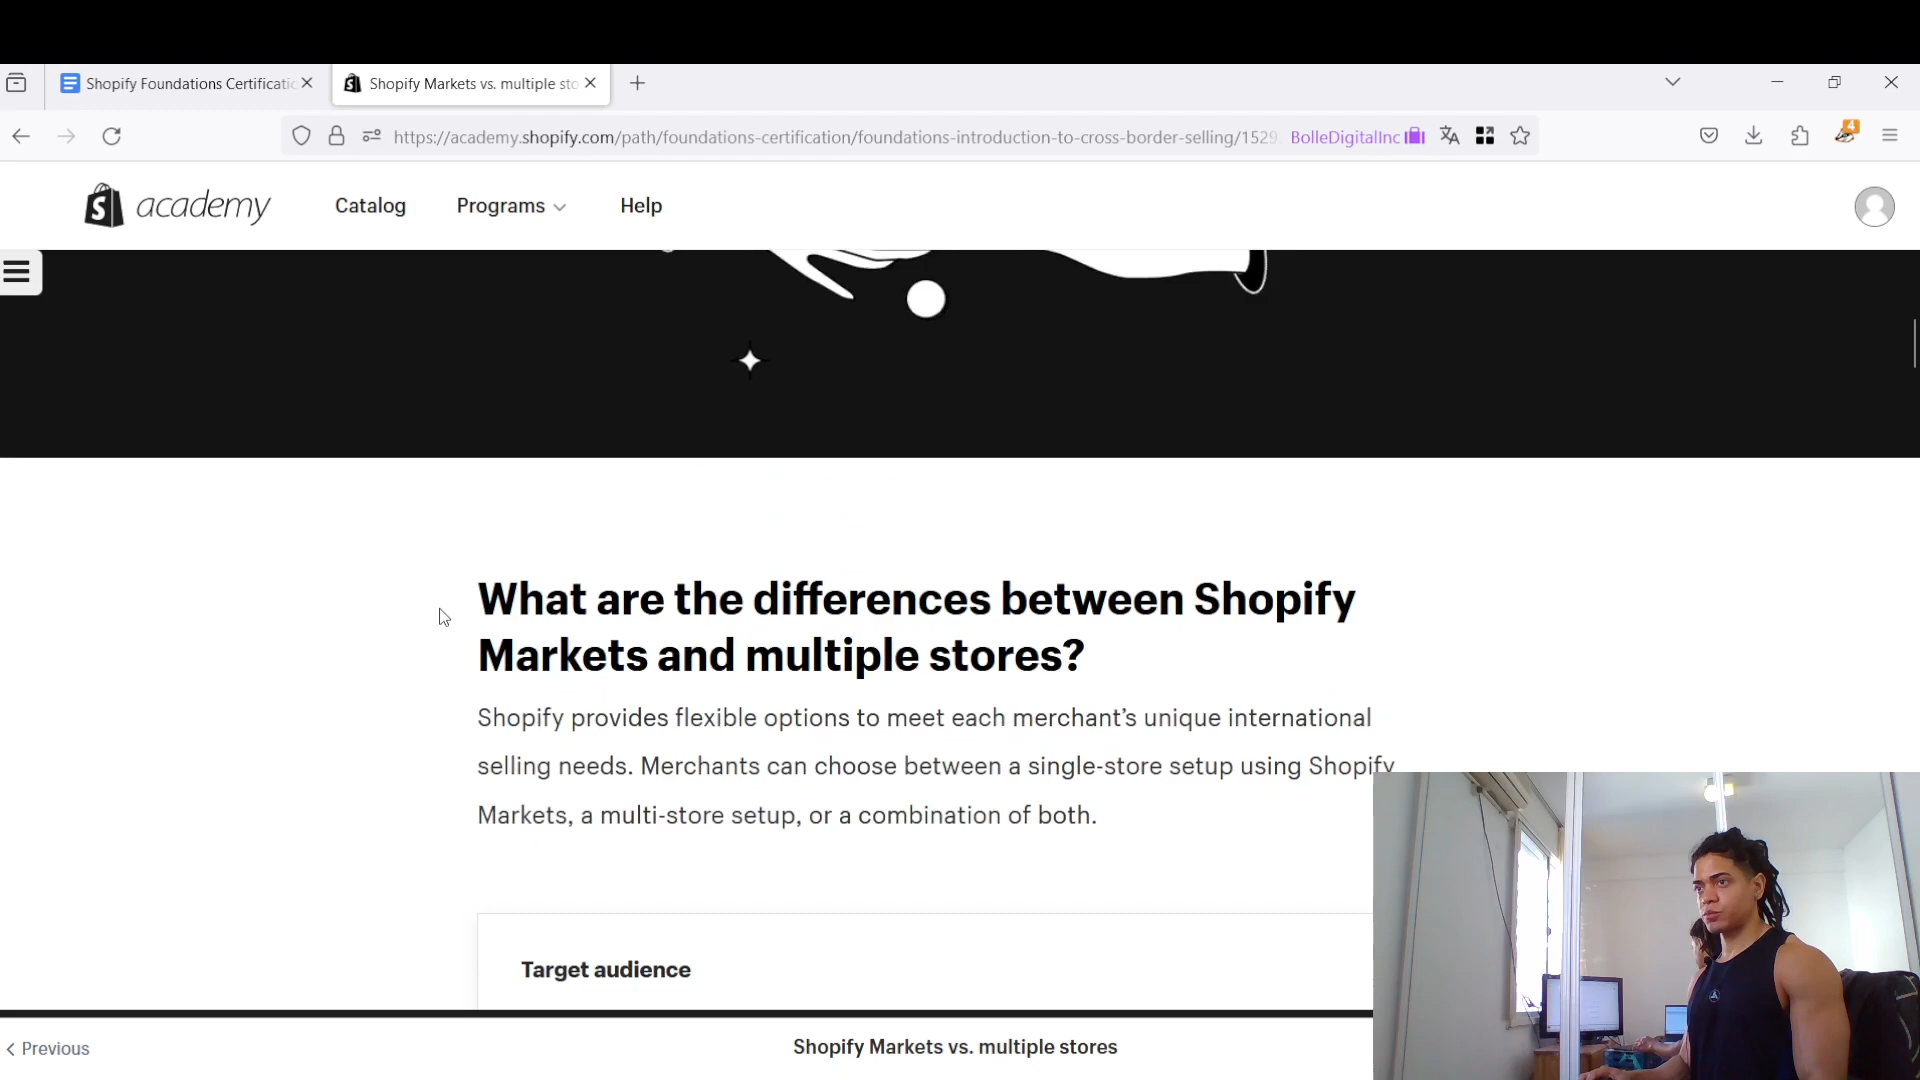 Shopify Foundations Certificatic
Shopify Markets vs. multiple sto
https://academy.shopify.com/path/foundations-certification/foundations-introduction-to-cross-border-selling/1529
BolleDigitalInc
4
academy
Catalog
Programs
Help
What are the differences between Shopify
Markets and multiple stores?
Shopify provides flexible options to meet each merchant’s unique international
selling needs. Merchants can choose between a single-store setup using Shopify
Markets, a multi-store setup, or a combination of both.
Target audience
Previous
Shopify Markets vs. multiple stores